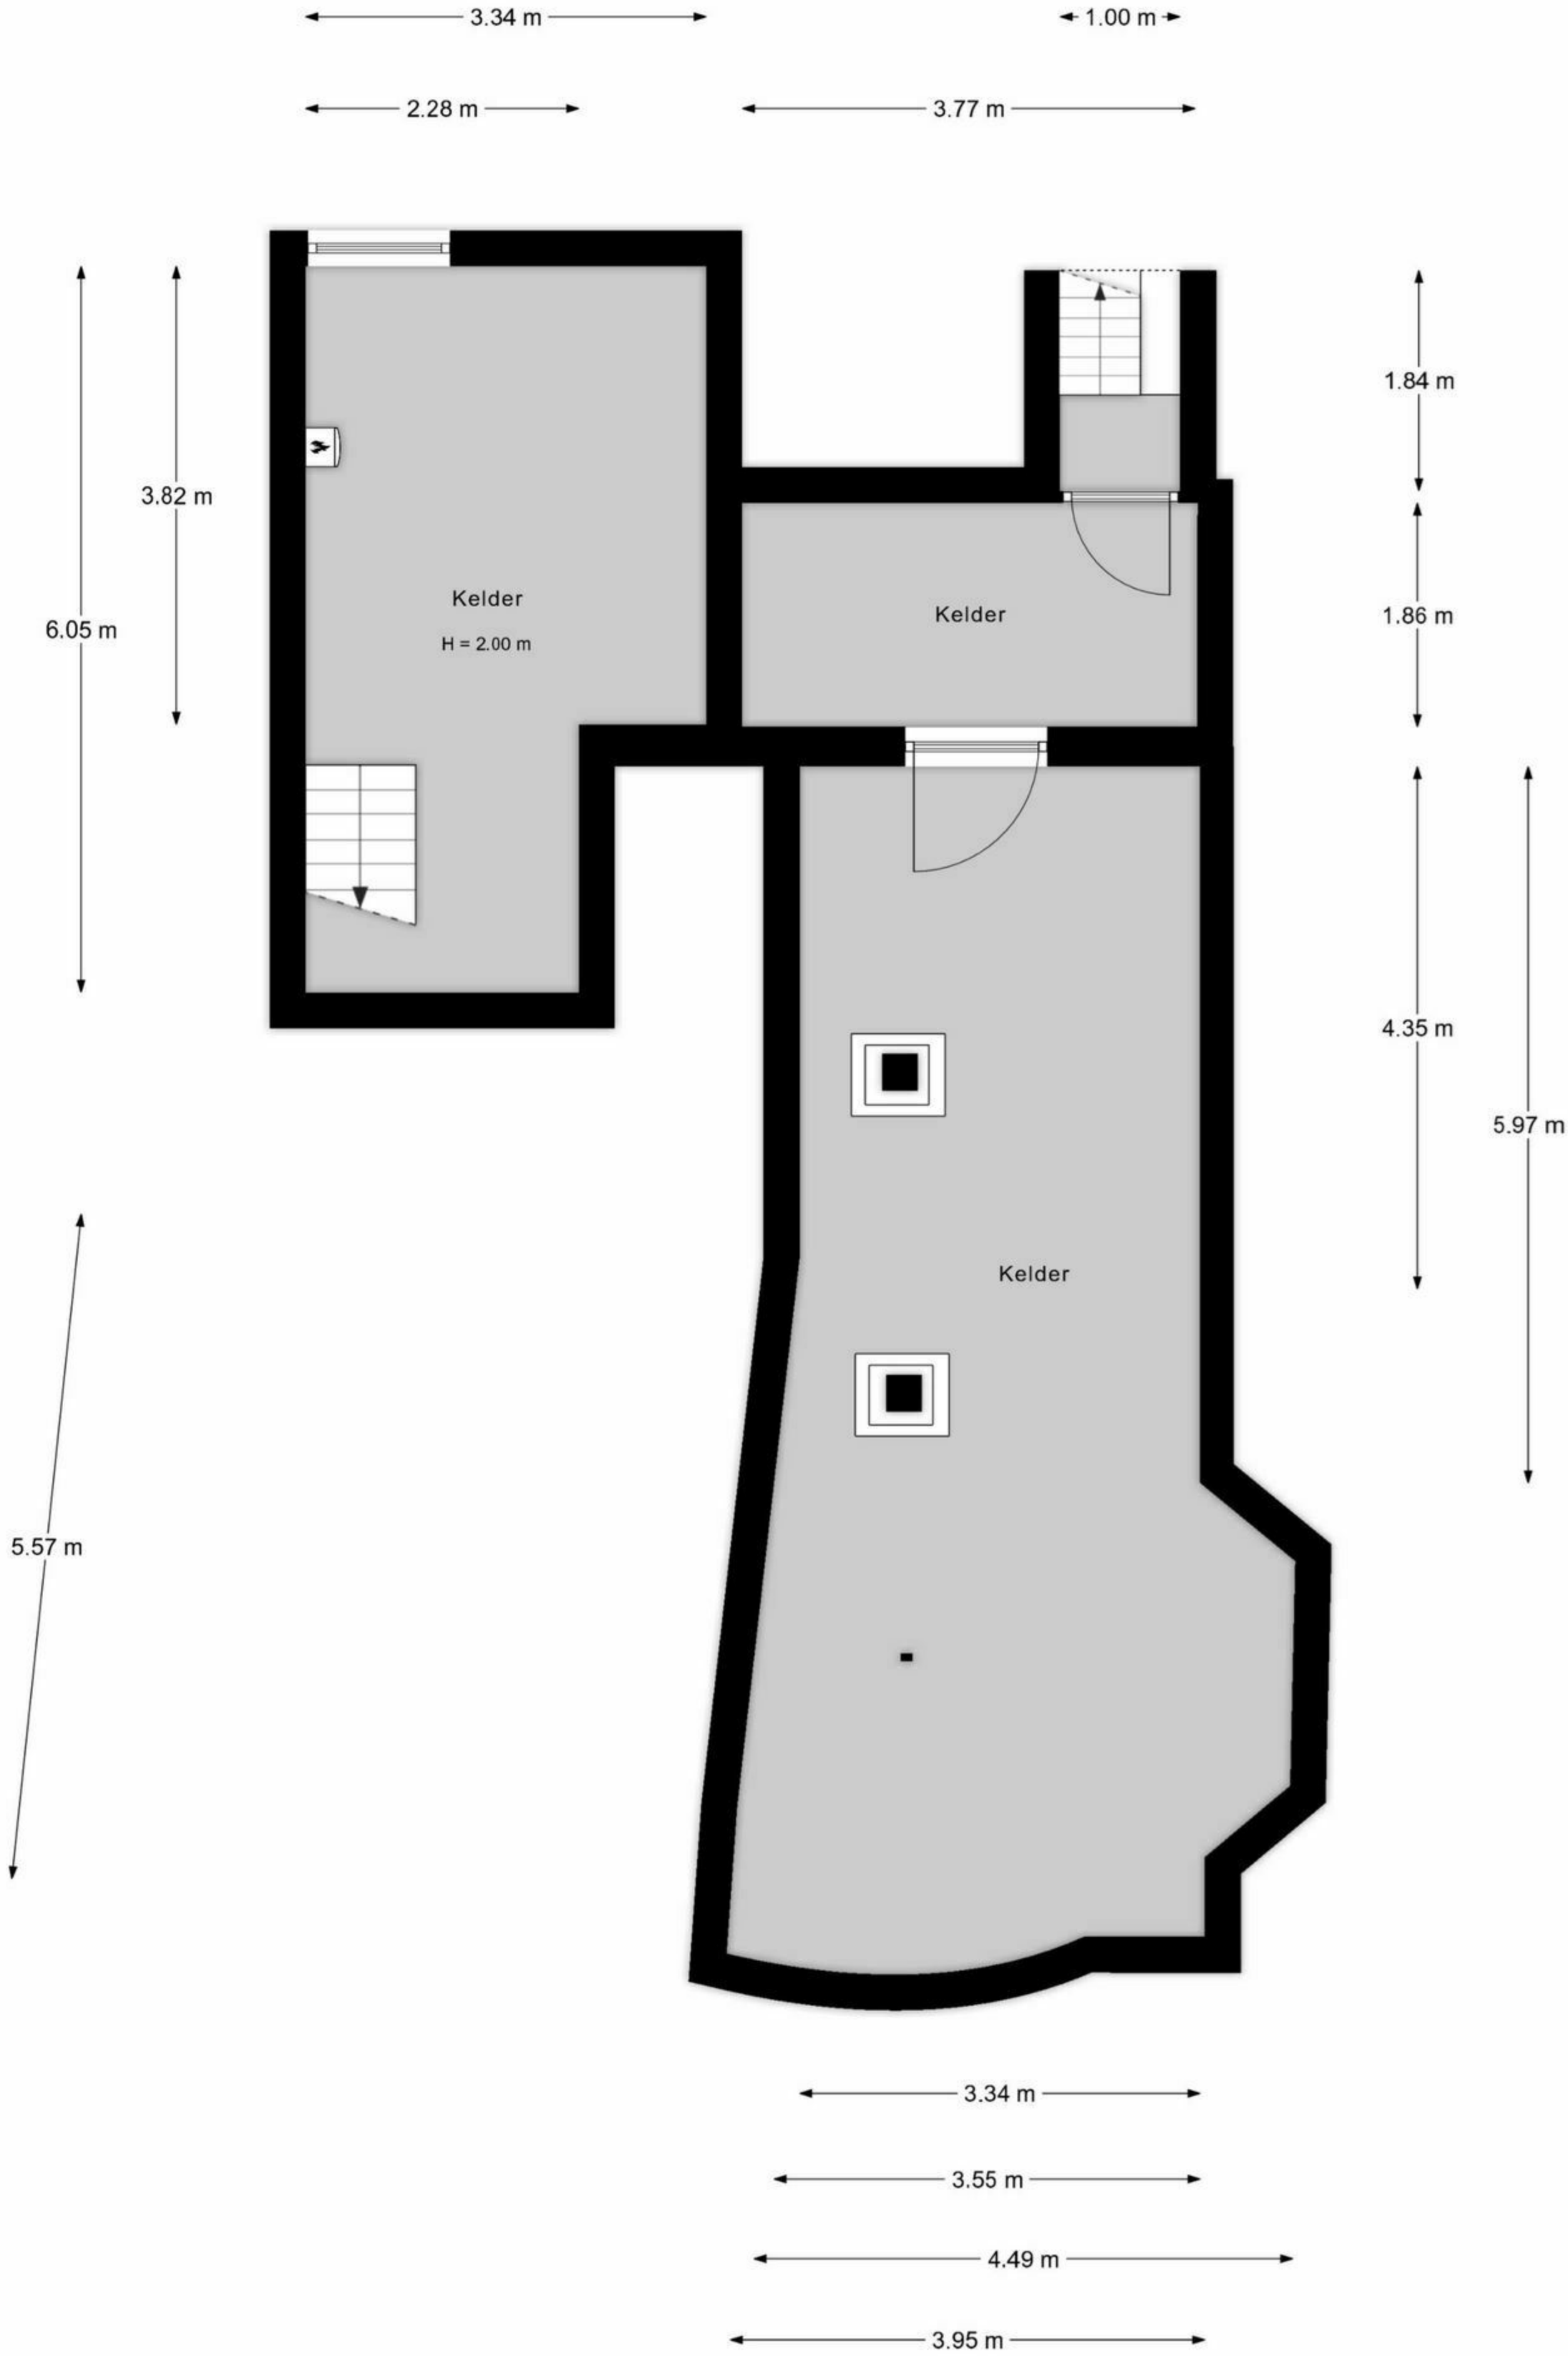 3.34 m
1.00 m
2.28 m
3.77 m
1.84 m
3.82 m
Kelder
Kelder
1.86 m
6.05 m
H = 2.00 m
4.35 m
5.97 m
Kelder
5.57 m
3.34 m
3.55 m
4.49 m
3.95 m